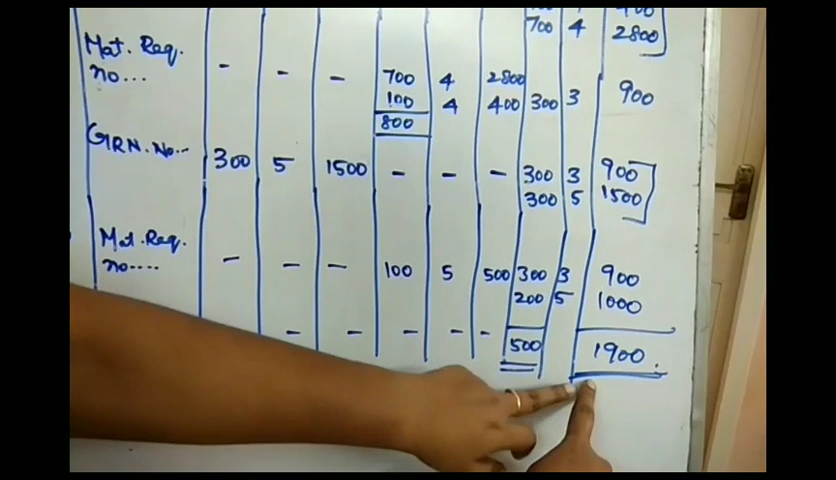 700 4 2800
Mat. Req.
no... - - - 700 4 2800
100 4 400 300 3 900
800
GRN. No... 300 5 1500 - - - 300 3 900
300 5 1500
Mat. Req.
no.... - - - 100 5 500 300 3 900
200 5 1000
- - - - - 500 1900.